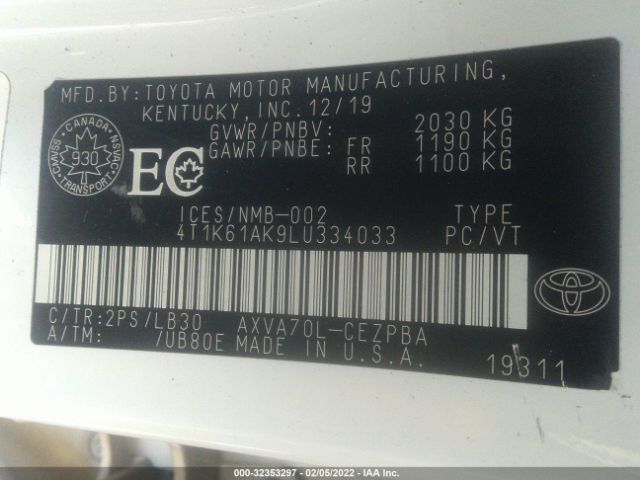 MFD.BY:TOYOTA MOTOR MANUFACTURING,
KENTUCKY, INC. 12/19
GVWR/PNBV: 2030 KG
GAWR/PNBE: FR 1190 KG
RR 1100 KG
CANADA
CMVSS NSVAC
930
TRANSPORT
EC
ICES/NMB-002 TYPE
4T1K61AK9LU334033 PC/VT
C/TR:2PS/LB30 AXVA70L-CEZPBA
A/TM: /UB80E MADE IN U.S.A.
19311
000-32353297 - 02/05/2022 - IAA Inc.